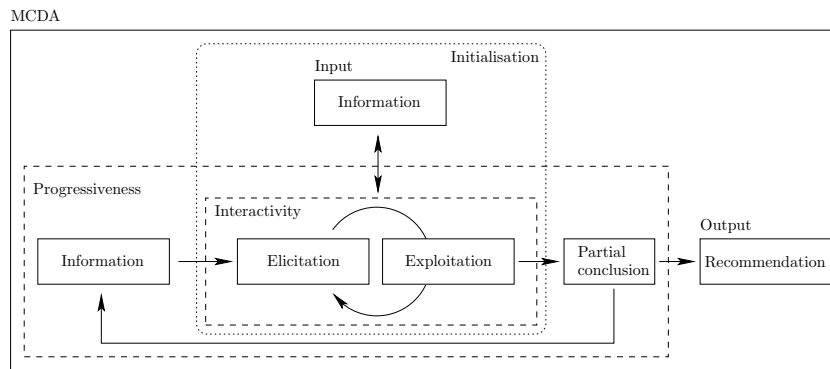 MCDA
Initialisation
Input
Information
Progressiveness
Interactivity
Output
Information
Elicitation
Exploitation
Partial
conclusion
Recommendation